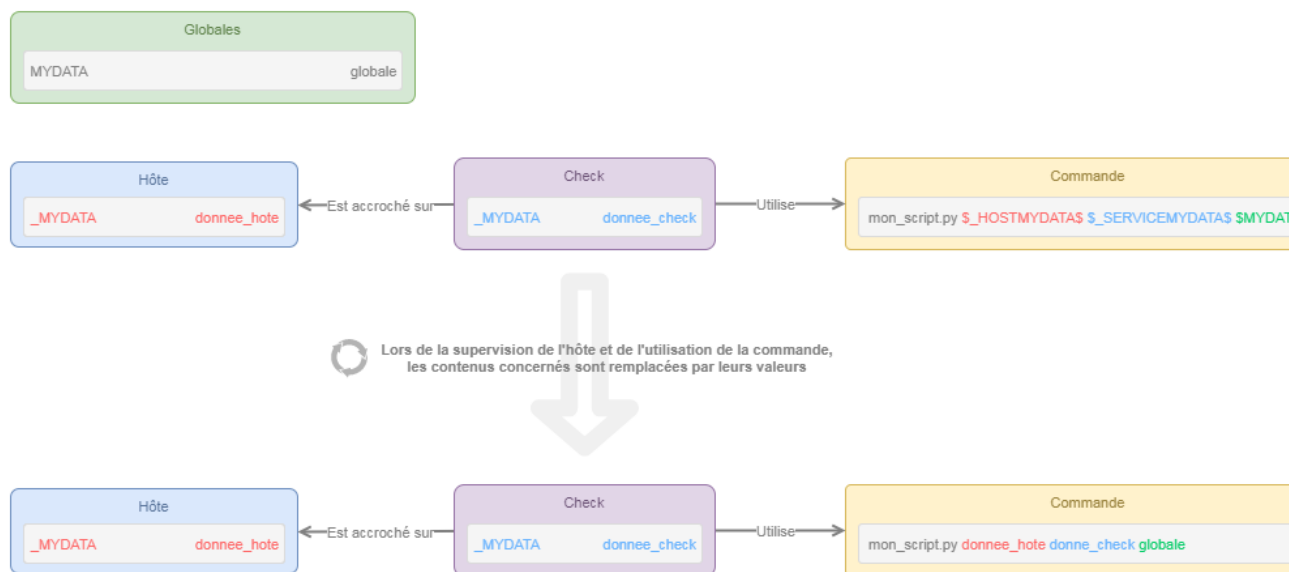 Globales
MYDATA globale
Hôte
_MYDATA donnee_hote
Est accroché sur
Check
_MYDATA donnee_check
Utilise
Commande
mon_script.py $_HOSTMYDATA$ $_SERVICEMYDATA$ $MYDAT
Lors de la supervision de l'hôte et de l'utilisation de la commande,
les contenus concernés sont remplacées par leurs valeurs
Hôte
_MYDATA donnee_hote
Est accroché sur
Check
_MYDATA donnee_check
Utilise
Commande
mon_script.py donnee_hote donne_check globale